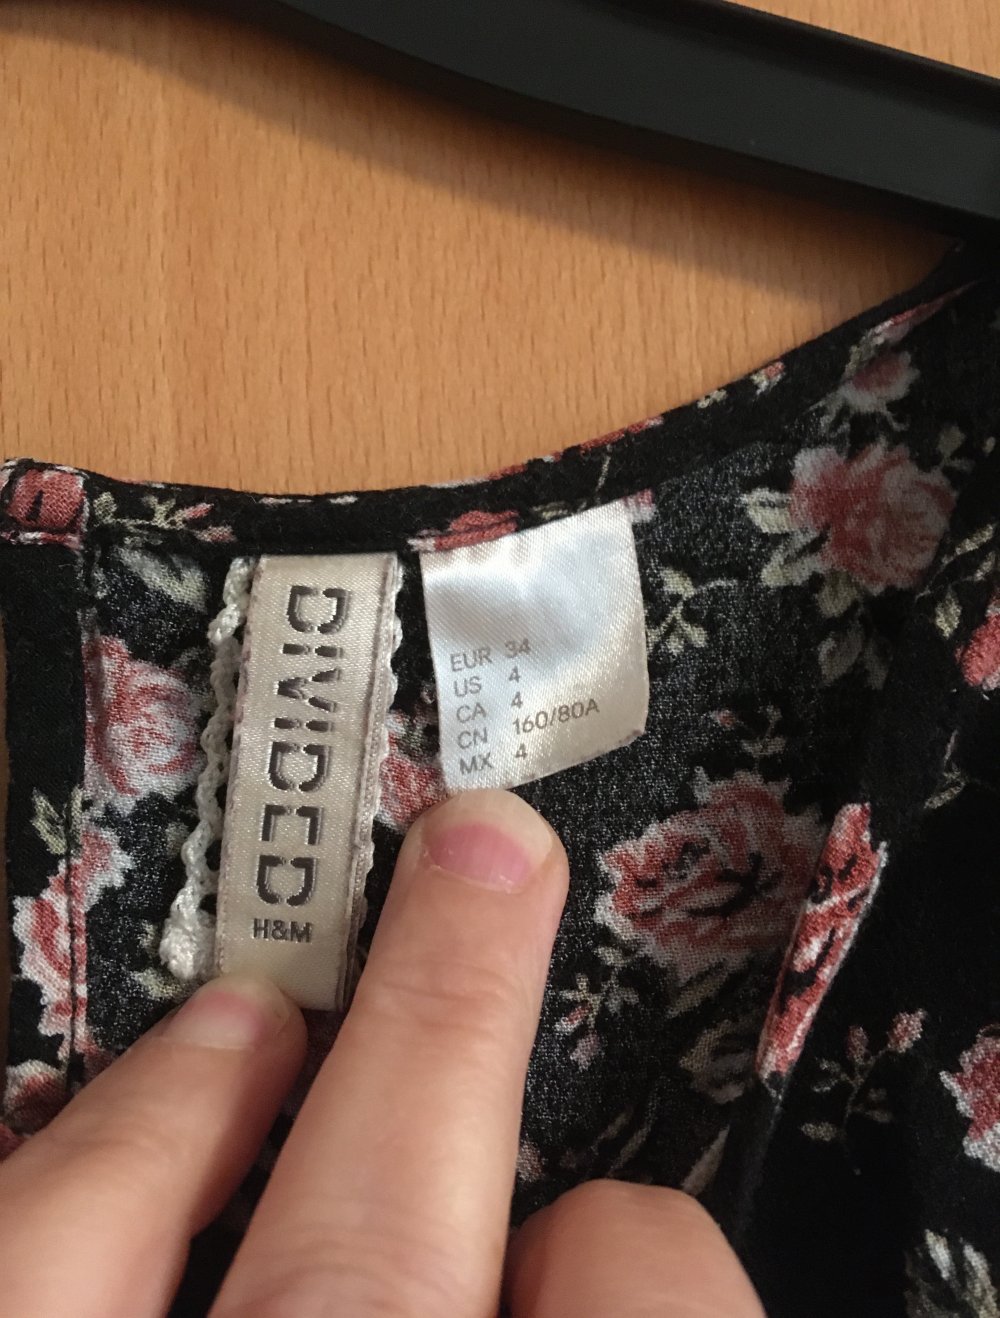 DIVIDED
H&M
EUR 34
US 4
CA 4
CN 160/80A
MX 4